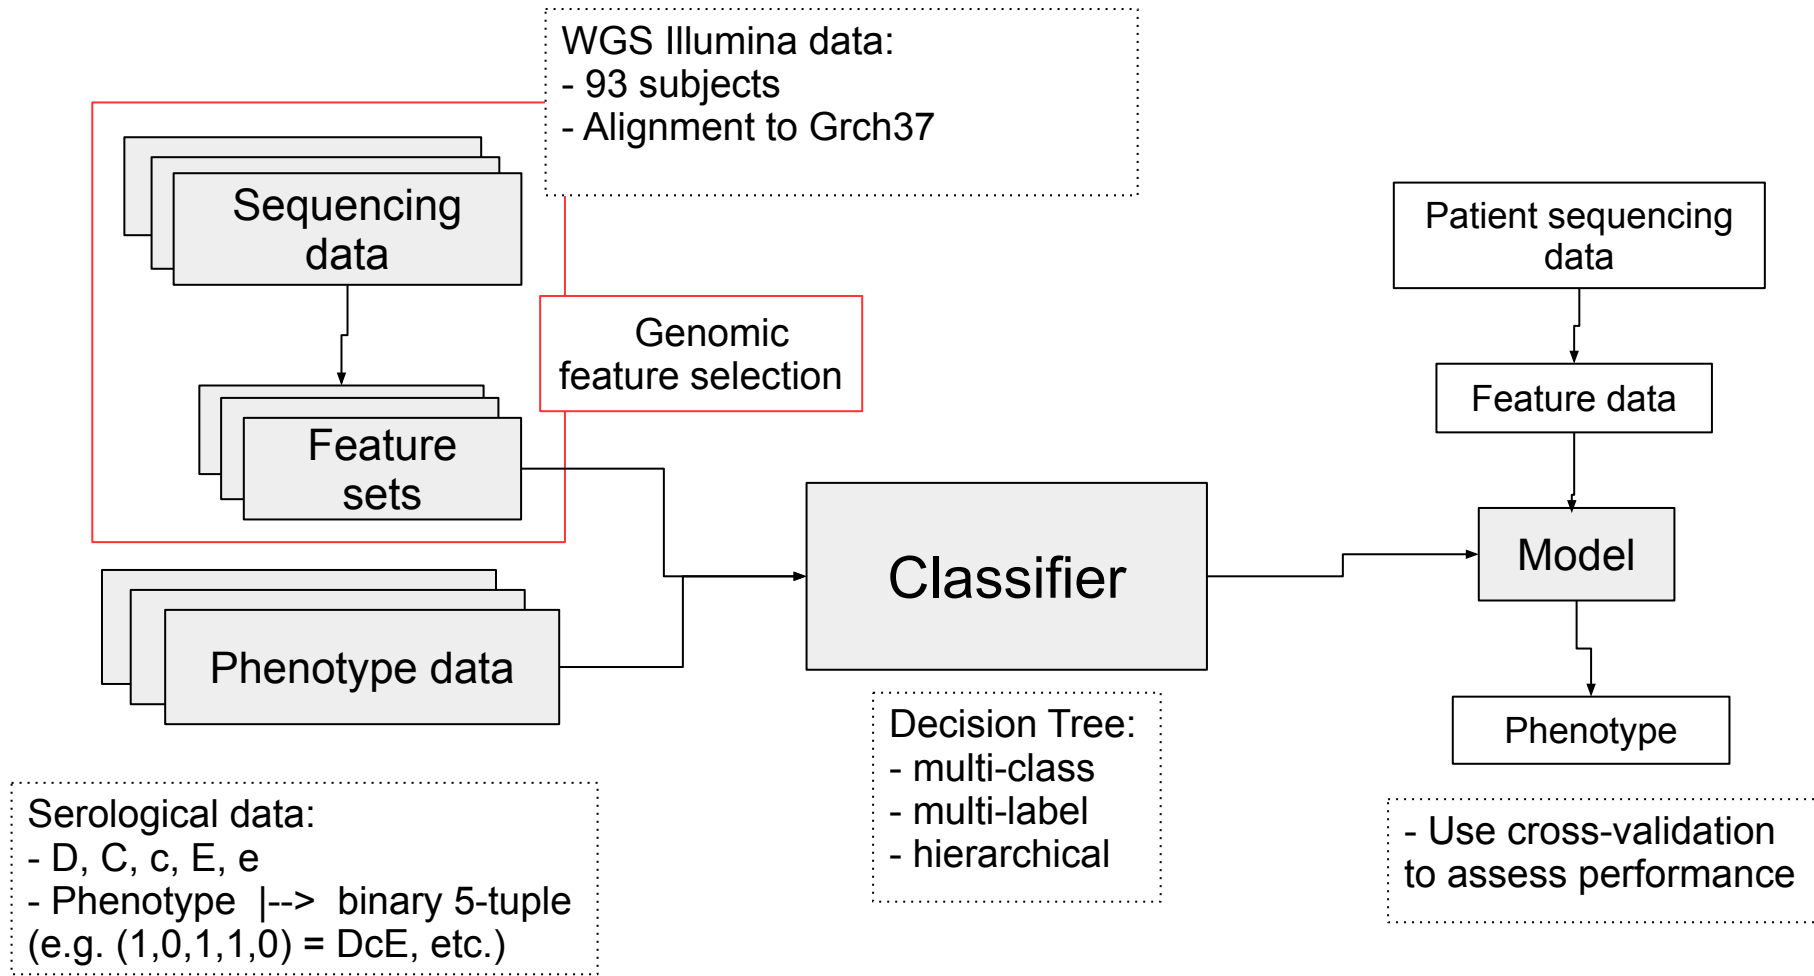 WGS Illumina data:
- 93 subjects
- Alignment to Grch37
Sequencing
data
Genomic
feature selection
Feature
sets
Phenotype data
Serological data:
- D, C, c, E, e
- Phenotype |--> binary 5-tuple
(e.g. (1,0,1,1,0) = DcE, etc.)
Classifier
Decision Tree:
- multi-class
- multi-label
- hierarchical
Patient sequencing
data
Feature data
Model
Phenotype
- Use cross-validation
to assess performance